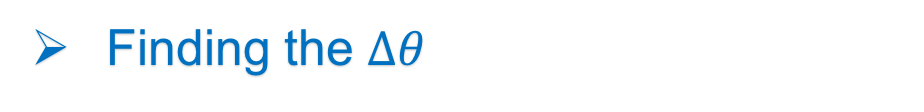 ➢ Finding the Δ𝜃